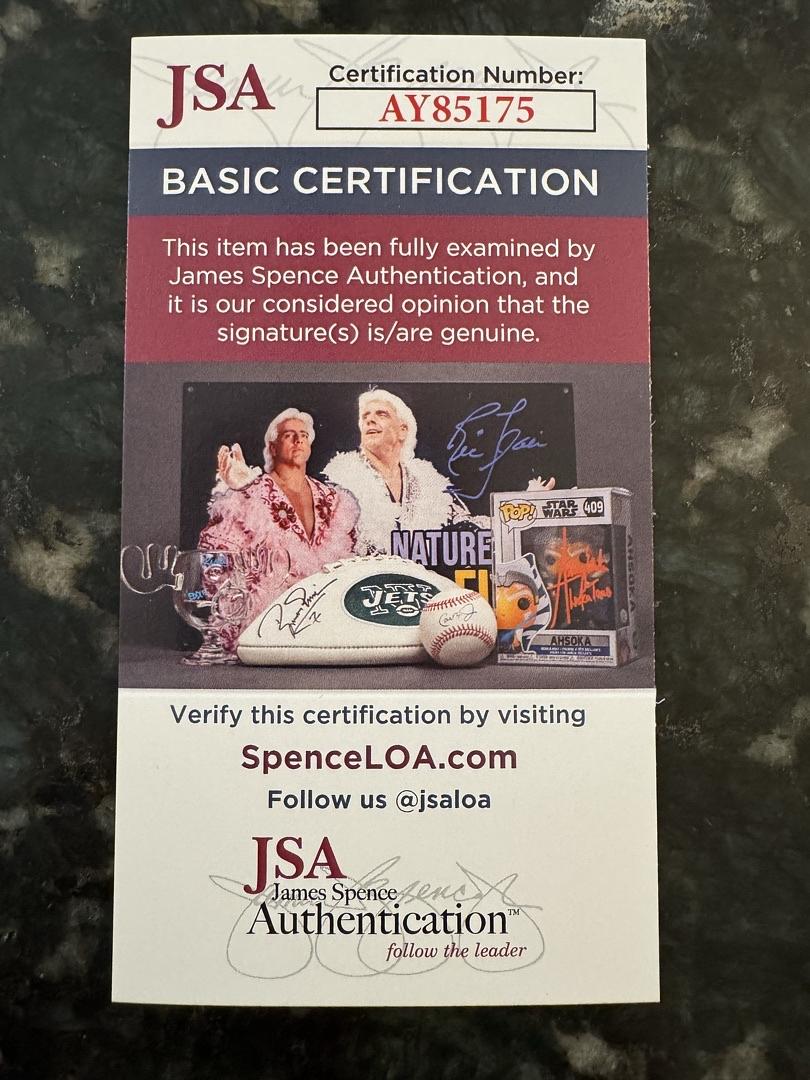 JSA
Certification Number:
AY85175
BASIC CERTIFICATION
This item has been fully examined by
James Spence Authentication, and
it is our considered opinion that the
signature(s) is/are genuine.
Ric Flair
NATURE
POP! STAR WARS 409
JETS
AHSOKA
Verify this certification by visiting
SpenceLOA.com
Follow us @jsaloa
JSA
James Spence
Authentication™
follow the leader